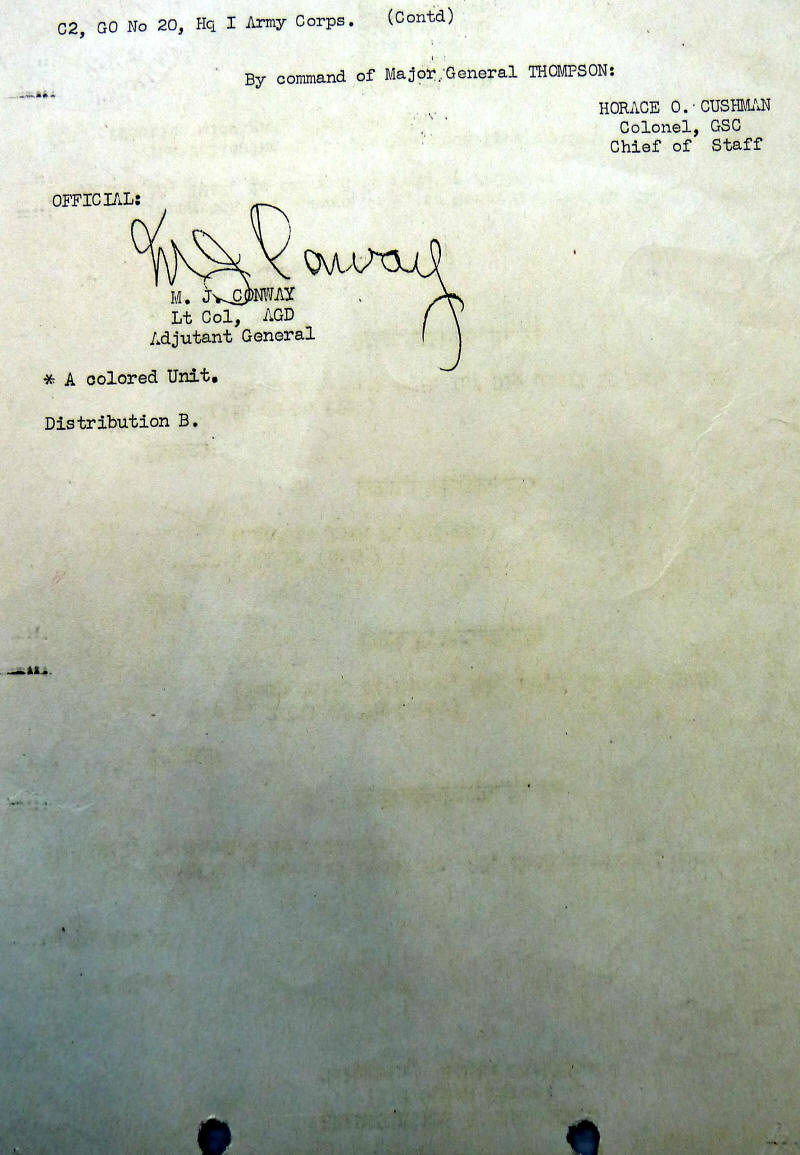 C2, GO No 20, Hq I Army Corps. (Contd)
By command of Major General THOMPSON:
HORACE O. CUSHMAN
Colonel, GSC
Chief of Staff
OFFICIAL:
M J Conway
M. J. CONWAY
Lt Col, AGD
Adjutant General
* A colored Unit.
Distribution B.